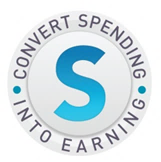 CONVERT SPENDING
S
INTO EARNING